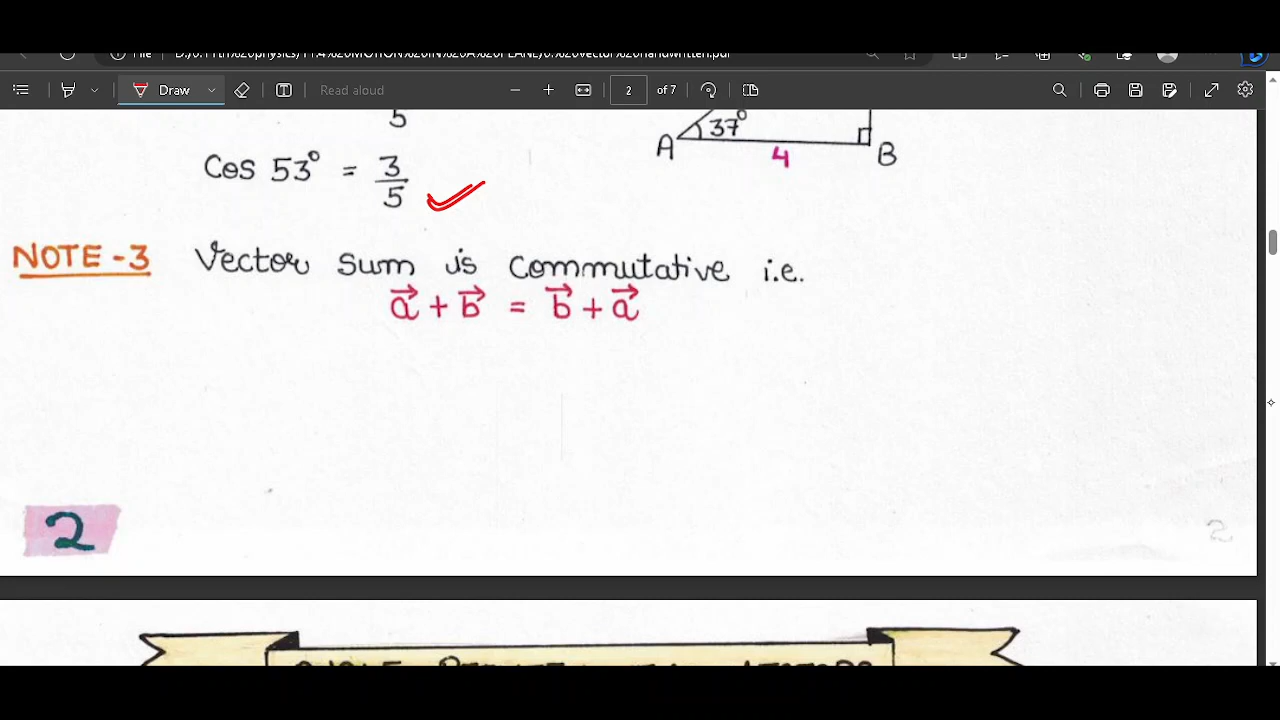 Draw
Read aloud
2 of 7
5
37°
A
4
B
Cos 53° = 3/5
NOTE -3 Vector sum is commutative i.e.
a⃗ + b⃗ = b⃗ + a⃗
2
2